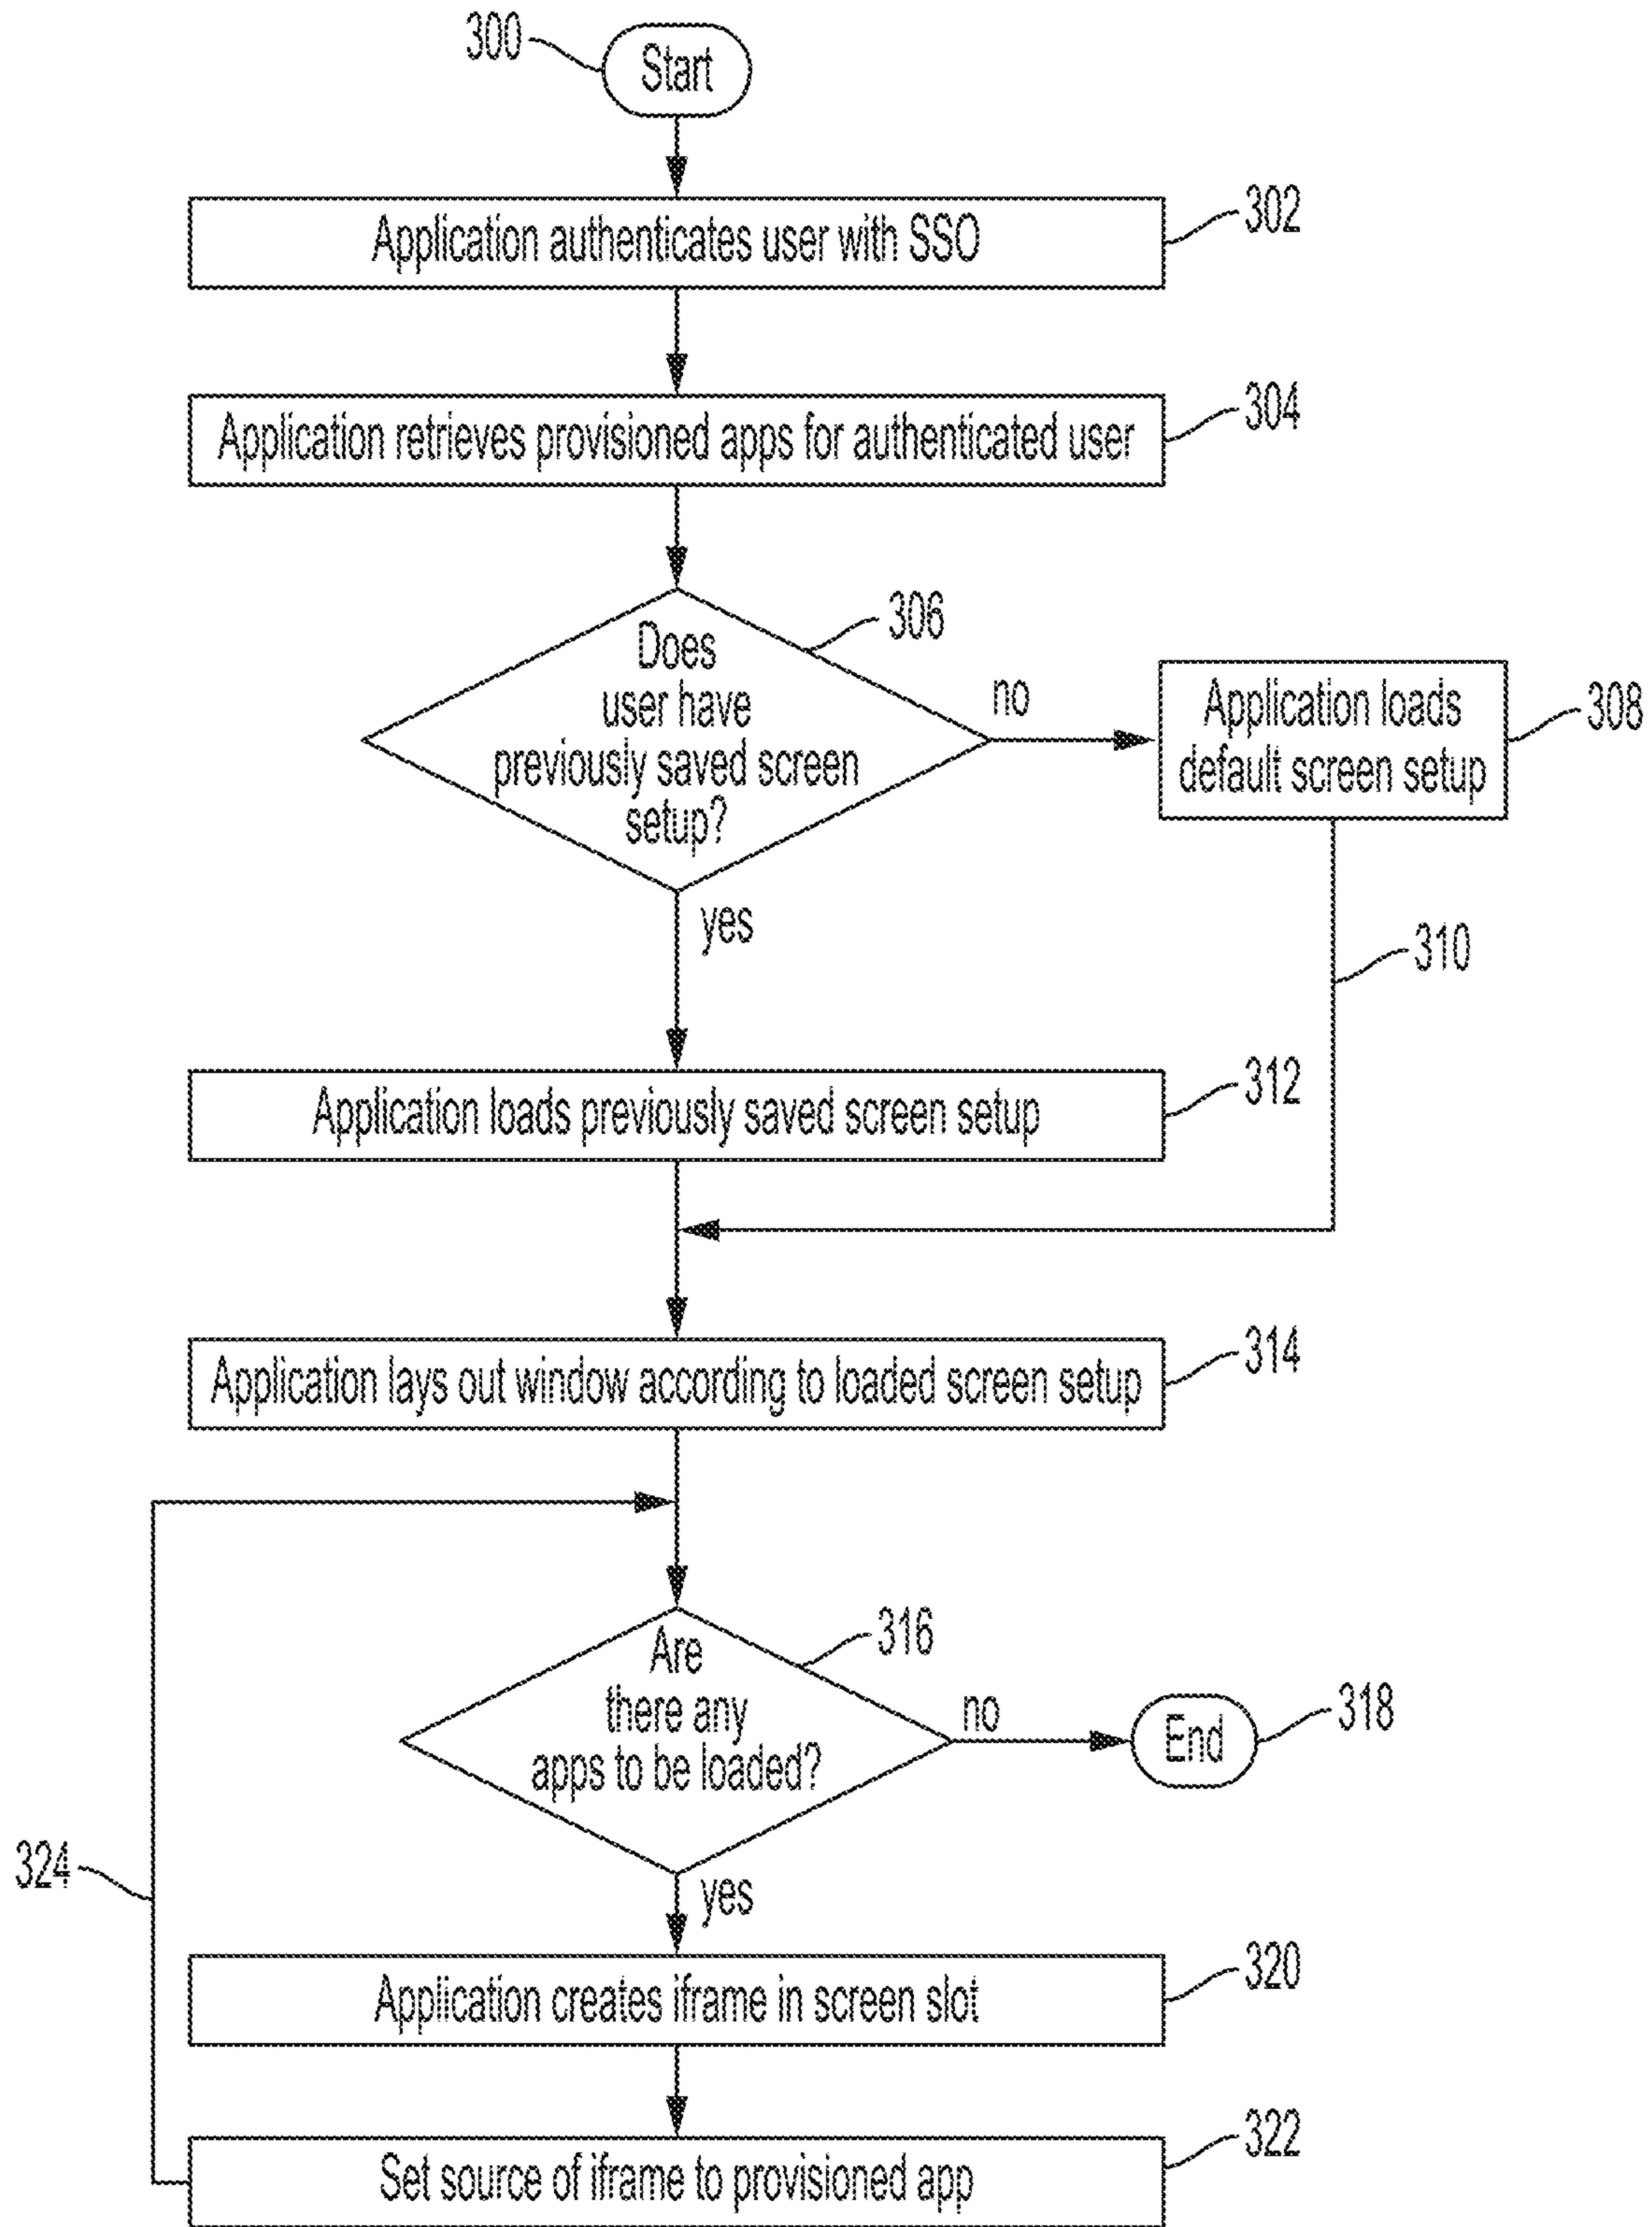 300
Start
302
Application authenticates user with SSO
304
Application retrieves provisioned apps for authenticated user
306
Does
user have
previously saved screen
setup?
no
Application loads
default screen setup
308
yes
310
312
Application loads previously saved screen setup
314
Application lays out window according to loaded screen setup
316
Are
there any
apps to be loaded?
no
End
318
324
yes
320
Application creates iframe in screen slot
322
Set source of iframe to provisioned app